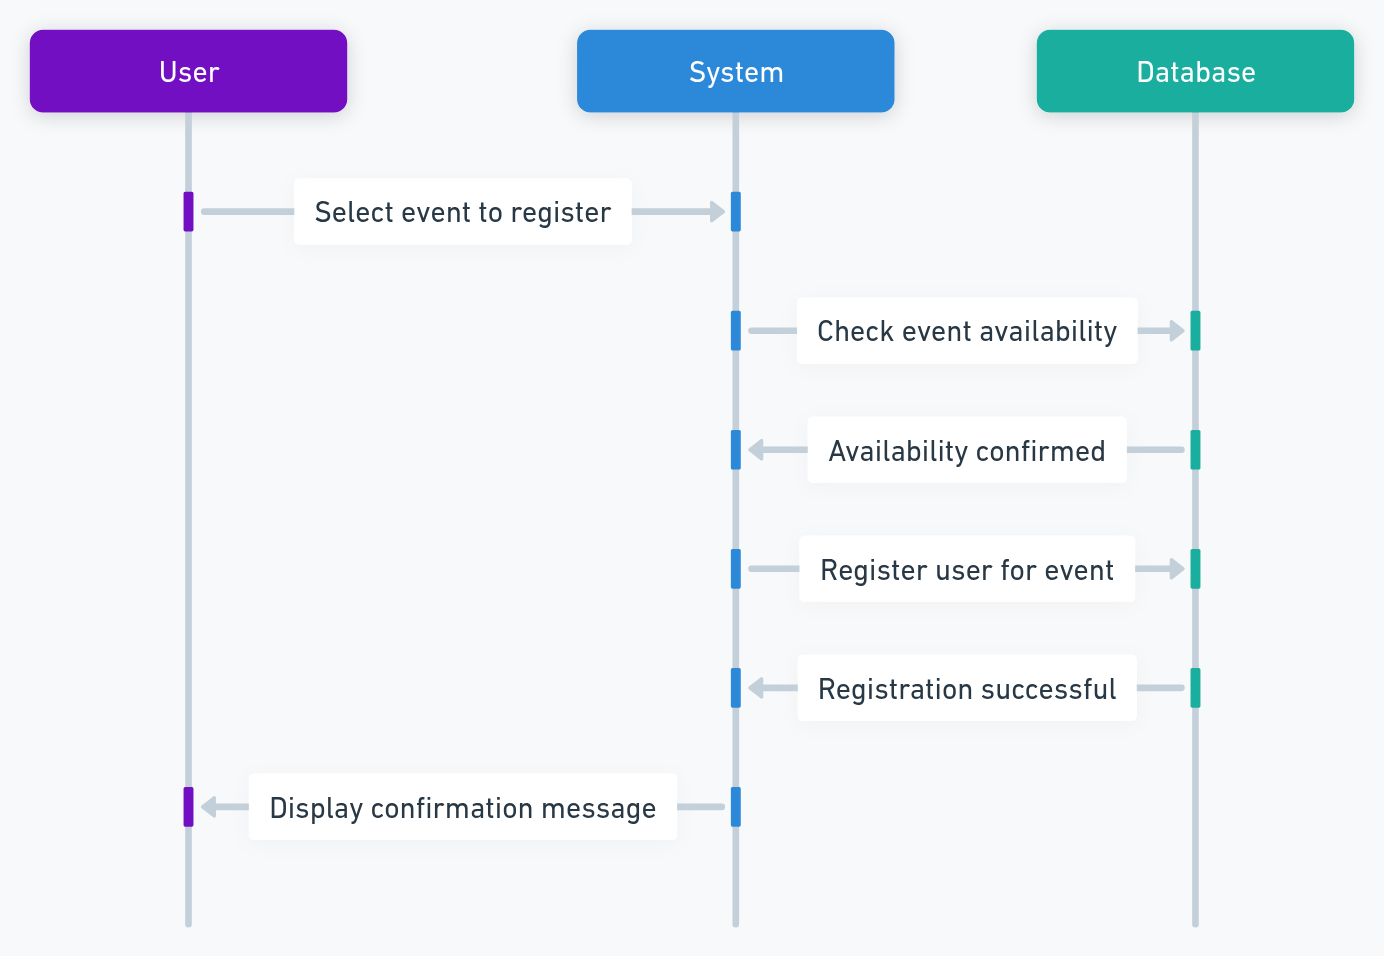 User
System
Database
Select event to register
Check event availability
Availability confirmed
Register user for event
Registration successful
Display confirmation message